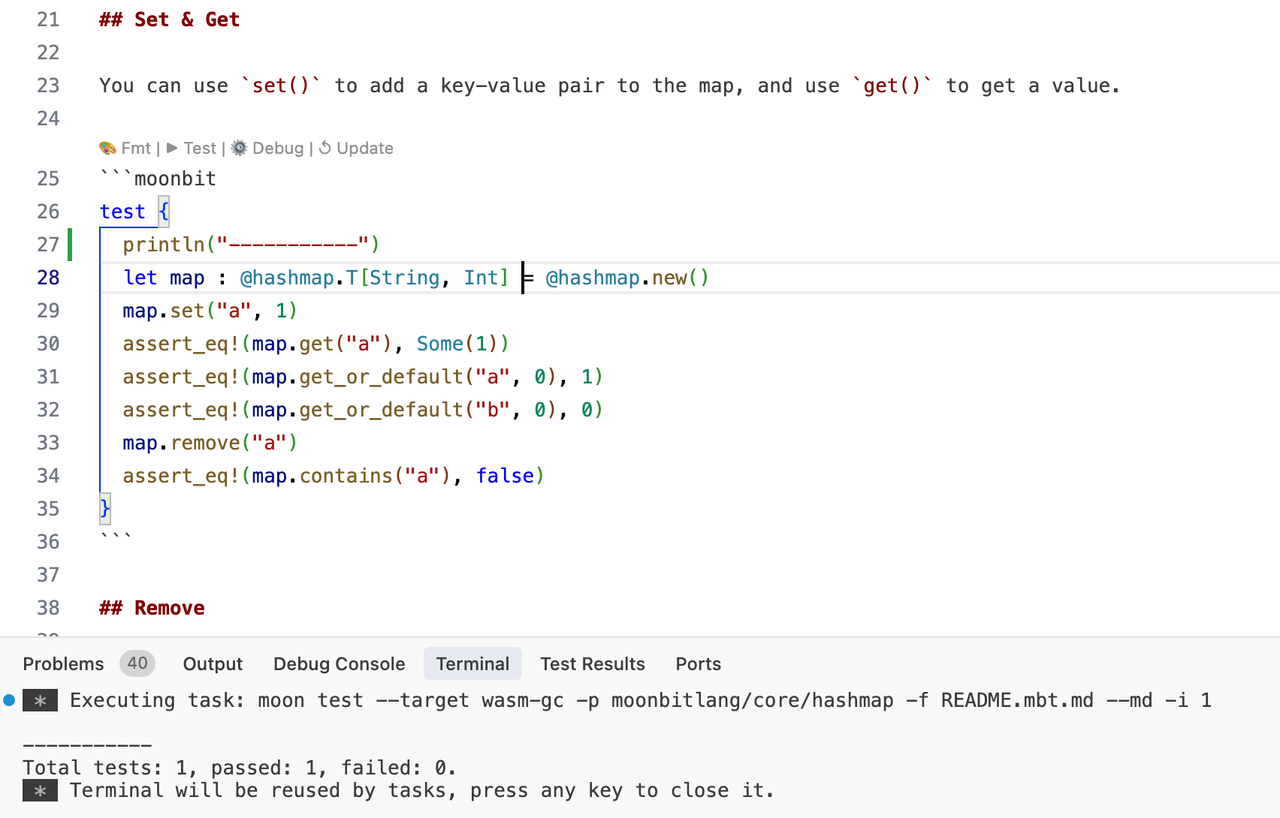 21 ## Set & Get
22
23 You can use `set()` to add a key-value pair to the map, and use `get()` to get a value.
24
🎨 Fmt | ▶ Test | ⚙ Debug | ↺ Update
25 ```moonbit
26 test {
27   println("-----------")
28   let map : @hashmap.T[String, Int] = @hashmap.new()
29   map.set("a", 1)
30   assert_eq!(map.get("a"), Some(1))
31   assert_eq!(map.get_or_default("a", 0), 1)
32   assert_eq!(map.get_or_default("b", 0), 0)
33   map.remove("a")
34   assert_eq!(map.contains("a"), false)
35 }
36 ```
37
38 ## Remove
Problems 40 Output Debug Console Terminal Test Results Ports
* Executing task: moon test --target wasm-gc -p moonbitlang/core/hashmap -f README.mbt.md --md -i 1
-----------
Total tests: 1, passed: 1, failed: 0.
* Terminal will be reused by tasks, press any key to close it.